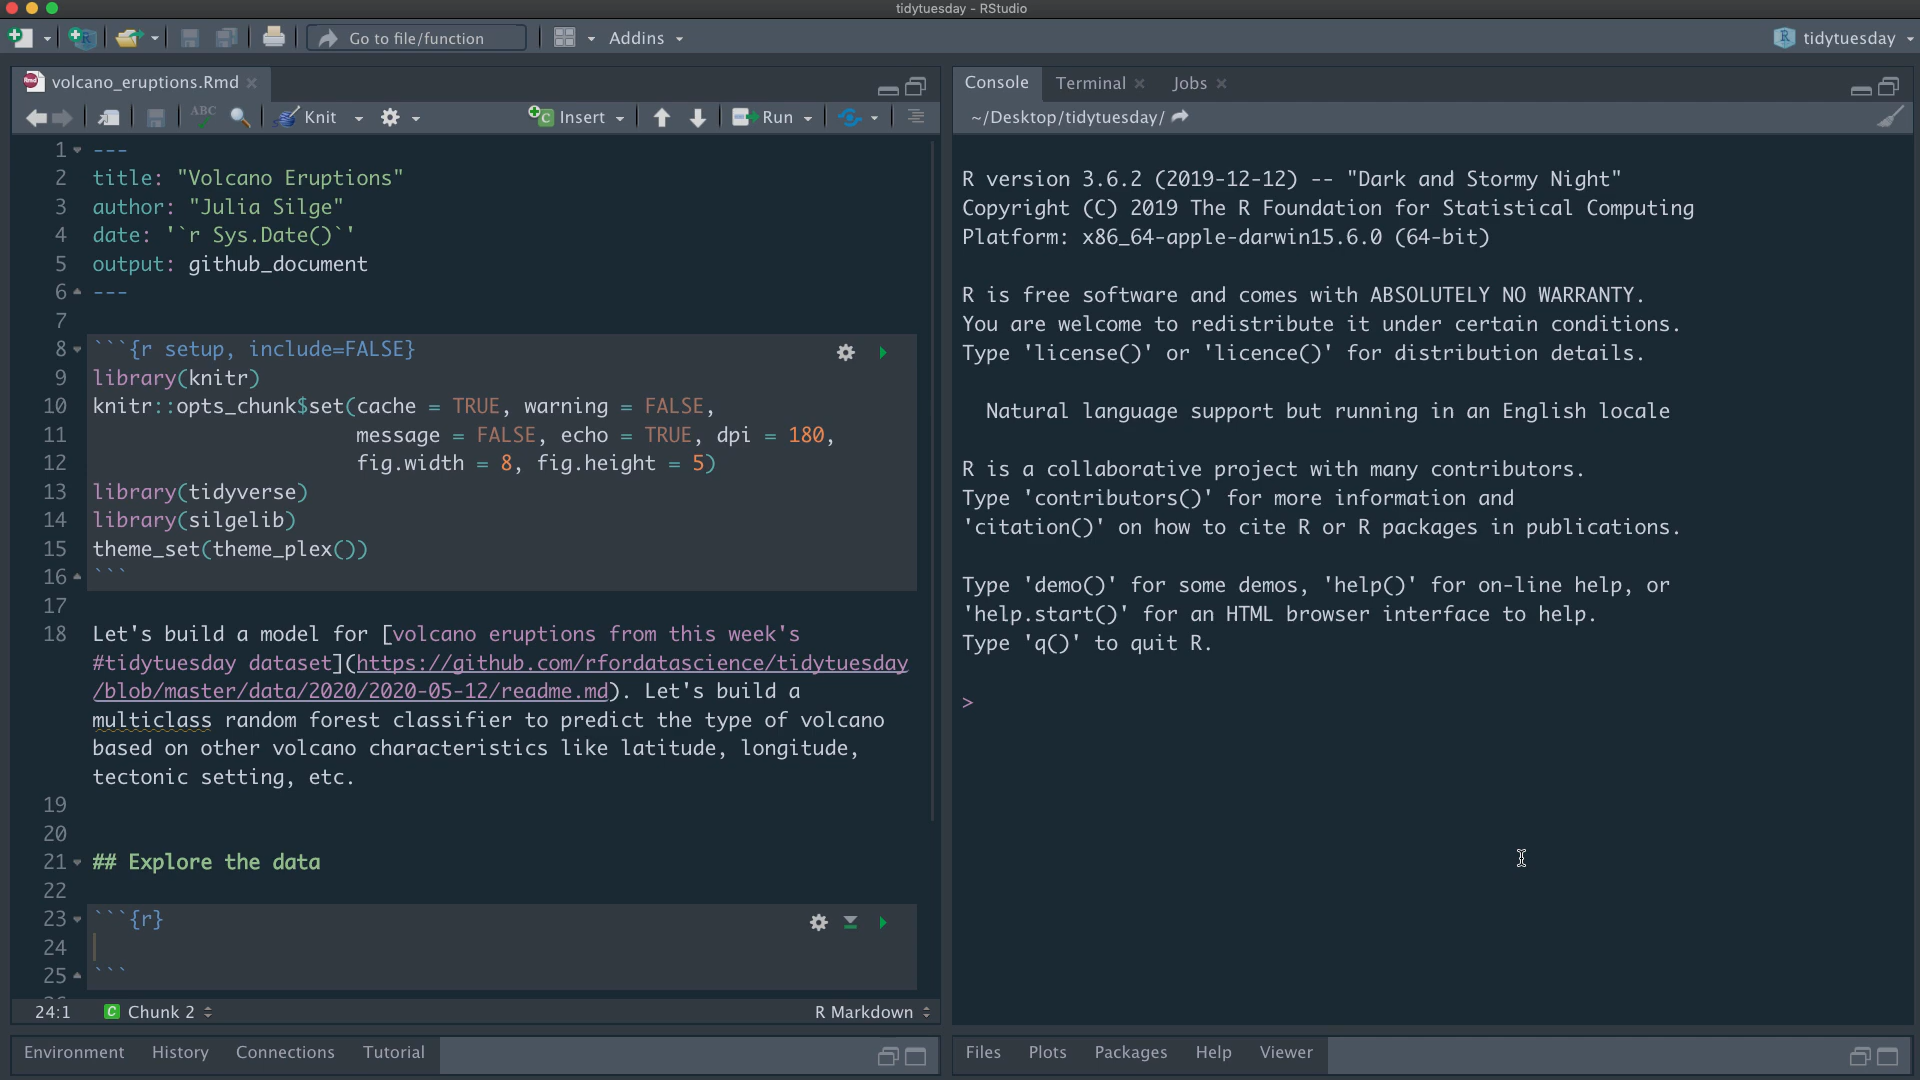 tidytuesday - RStudio
Go to file/function
Addins
tidytuesday
volcano_eruptions.Rmd
ABC
Knit
Insert
Run
1 ---
2 title: "Volcano Eruptions"
3 author: "Julia Silge"
4 date: '`r Sys.Date()`'
5 output: github_document
6 ---
7
8 ```{r setup, include=FALSE}
9 library(knitr)
10 knitr::opts_chunk$set(cache = TRUE, warning = FALSE,
11 message = FALSE, echo = TRUE, dpi = 180,
12 fig.width = 8, fig.height = 5)
13 library(tidyverse)
14 library(silgelib)
15 theme_set(theme_plex())
16 ```
17
18 Let's build a model for [volcano eruptions from this week's
#tidytuesday dataset](https://github.com/rfordatascience/tidytuesday
/blob/master/data/2020/2020-05-12/readme.md). Let's build a
multiclass random forest classifier to predict the type of volcano
based on other volcano characteristics like latitude, longitude,
tectonic setting, etc.
19
20
21 ## Explore the data
22
23 ```{r}
24
25 ```
24:1 C Chunk 2 R Markdown
Environment History Connections Tutorial
Console Terminal Jobs
~/Desktop/tidytuesday/
R version 3.6.2 (2019-12-12) -- "Dark and Stormy Night"
Copyright (C) 2019 The R Foundation for Statistical Computing
Platform: x86_64-apple-darwin15.6.0 (64-bit)
R is free software and comes with ABSOLUTELY NO WARRANTY.
You are welcome to redistribute it under certain conditions.
Type 'license()' or 'licence()' for distribution details.
Natural language support but running in an English locale
R is a collaborative project with many contributors.
Type 'contributors()' for more information and
'citation()' on how to cite R or R packages in publications.
Type 'demo()' for some demos, 'help()' for on-line help, or
'help.start()' for an HTML browser interface to help.
Type 'q()' to quit R.
>
Files Plots Packages Help Viewer